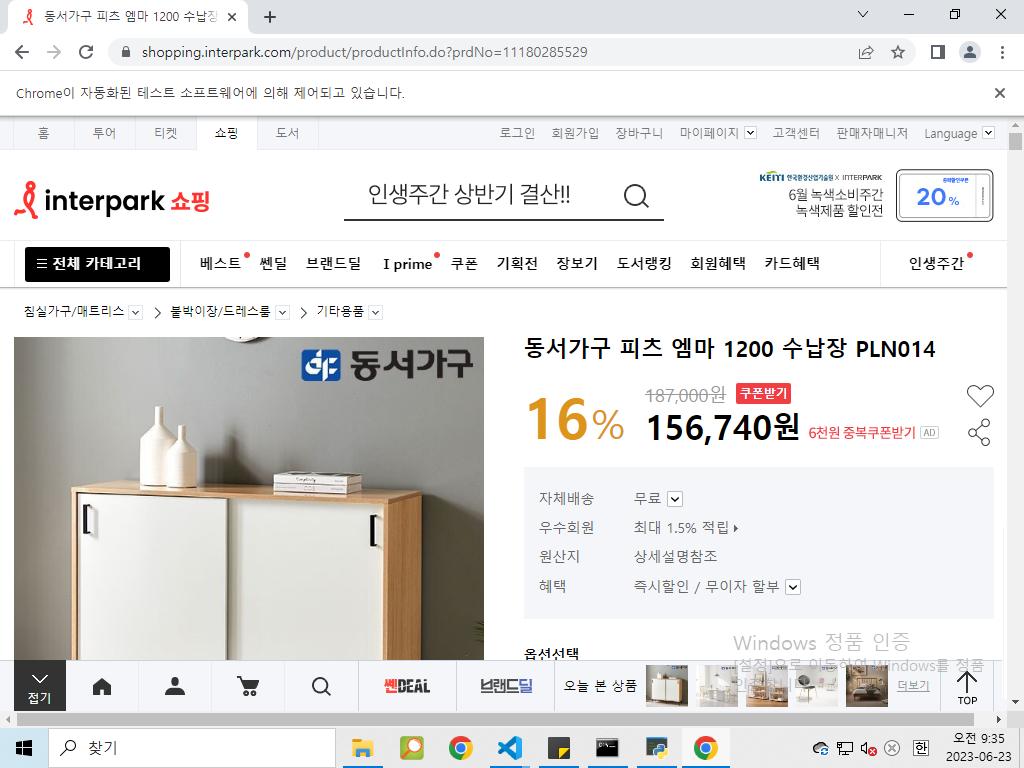 동서가구 피츠 엠마 1200 수납장
shopping.interpark.com/product/productInfo.do?prdNo=11180285529
Chrome이 자동화된 테스트 소프트웨어에 의해 제어되고 있습니다.
홈 투어 티켓 쇼핑 도서 로그인 회원가입 장바구니 마이페이지 고객센터 판매자매니저 Language
interpark 쇼핑
인생주간 상반기 결산!!
KEITI 한국환경산업기술원 X INTERPARK
6월 녹색소비주간
녹색제품 할인전
20%
전체 카테고리 베스트 쎈딜 브랜드딜 I prime 쿠폰 기획전 장보기 도서랭킹 회원혜택 카드혜택 인생주간
침실가구/매트리스 붙박이장/드레스룸 기타용품
동서가구
동서가구 피츠 엠마 1200 수납장 PLN014
16%
187,000원 쿠폰받기
156,740원 6천원 중복쿠폰받기 AD
자체배송 무료
우수회원 최대 1.5% 적립
원산지 상세설명참조
혜택 즉시할인 / 무이자 할부
옵션선택
Windows 정품 인증
[설정]으로 이동하여 Windows를 정품
접기 쎈DEAL 브랜드딜 오늘 본 상품 더보기 TOP
찾기
한
오전 9:35
2023-06-23